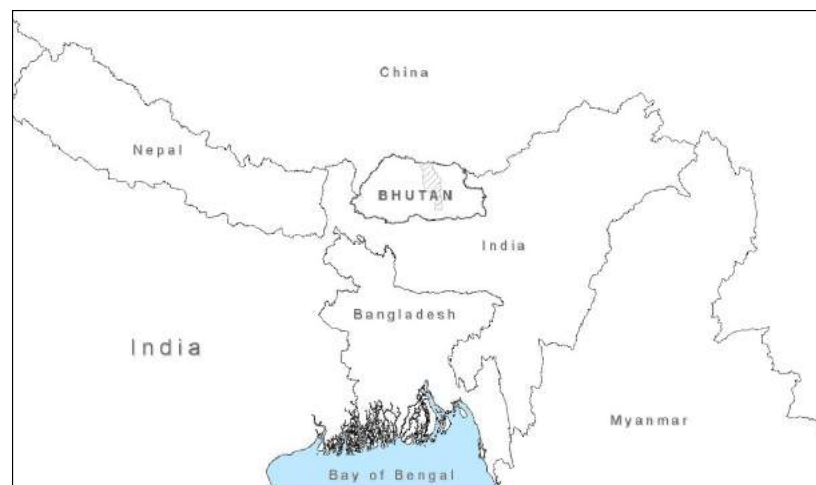 China
Nepal
BHUTAN
India
Bangladesh
India
Myanmar
Bay of Bengal